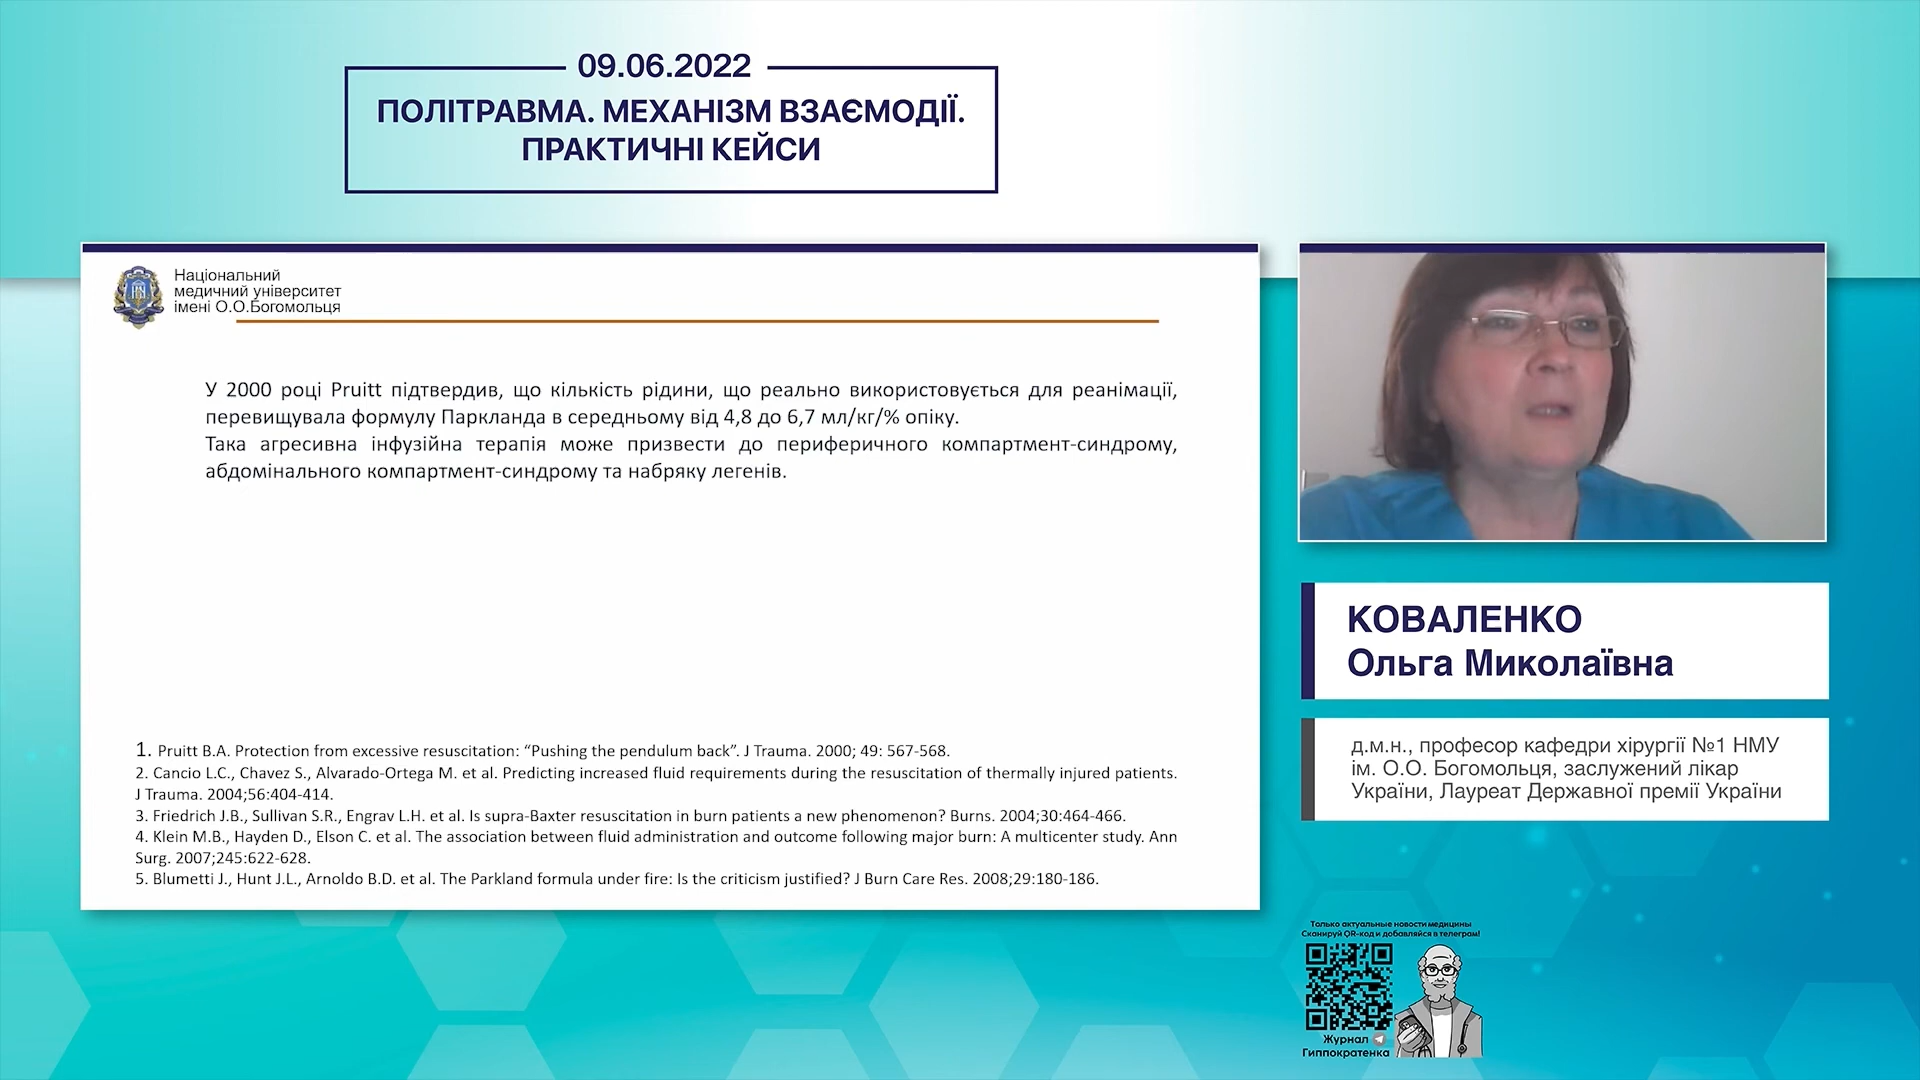 09.06.2022
ПОЛІТРАВМА. МЕХАНІЗМ ВЗАЄМОДІЇ.
ПРАКТИЧНІ КЕЙСИ
Національний
медичний університет
імені О.О.Богомольця
У 2000 році Pruitt підтвердив, що кількість рідини, що реально використовується для реанімації,
перевищувала формулу Паркланда в середньому від 4,8 до 6,7 мл/кг/% опіку.
Така агресивна інфузійна терапія може призвести до периферичного компартмент-синдрому,
абдомінального компартмент-синдрому та набряку легенів.
1. Pruitt B.A. Protection from excessive resuscitation: “Pushing the pendulum back”. J Trauma. 2000; 49: 567-568.
2. Cancio L.C., Chavez S., Alvarado-Ortega M. et al. Predicting increased fluid requirements during the resuscitation of thermally injured patients.
J Trauma. 2004;56:404-414.
3. Friedrich J.B., Sullivan S.R., Engrav L.H. et al. Is supra-Baxter resuscitation in burn patients a new phenomenon? Burns. 2004;30:464-466.
4. Klein M.B., Hayden D., Elson C. et al. The association between fluid administration and outcome following major burn: A multicenter study. Ann
Surg. 2007;245:622-628.
5. Blumetti J., Hunt J.L., Arnoldo B.D. et al. The Parkland formula under fire: Is the criticism justified? J Burn Care Res. 2008;29:180-186.
КОВАЛЕНКО
Ольга Миколаївна
д.м.н., професор кафедри хірургії №1 НМУ
ім. О.О. Богомольця, заслужений лікар
України, Лауреат Державної премії України
Только актуальные новости медицины
Сканируй QR-код и добавляйся в телеграм!
Журнал
Гиппократенка